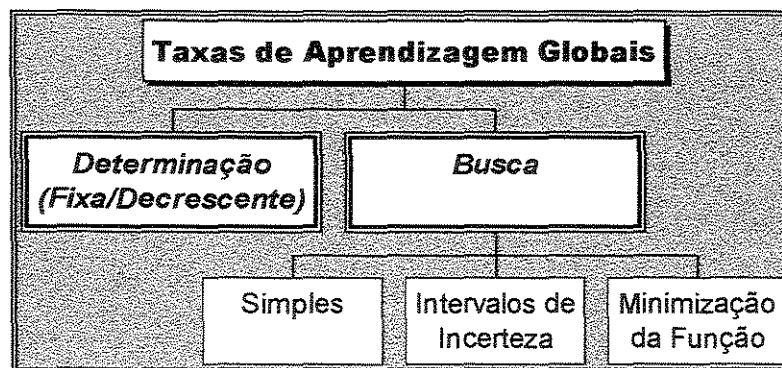 Taxas de Aprendizagem Globais
Determinação
(Fixa/Decrescente)
Busca
Simples
Intervalos de
Incerteza
Minimização
da Função